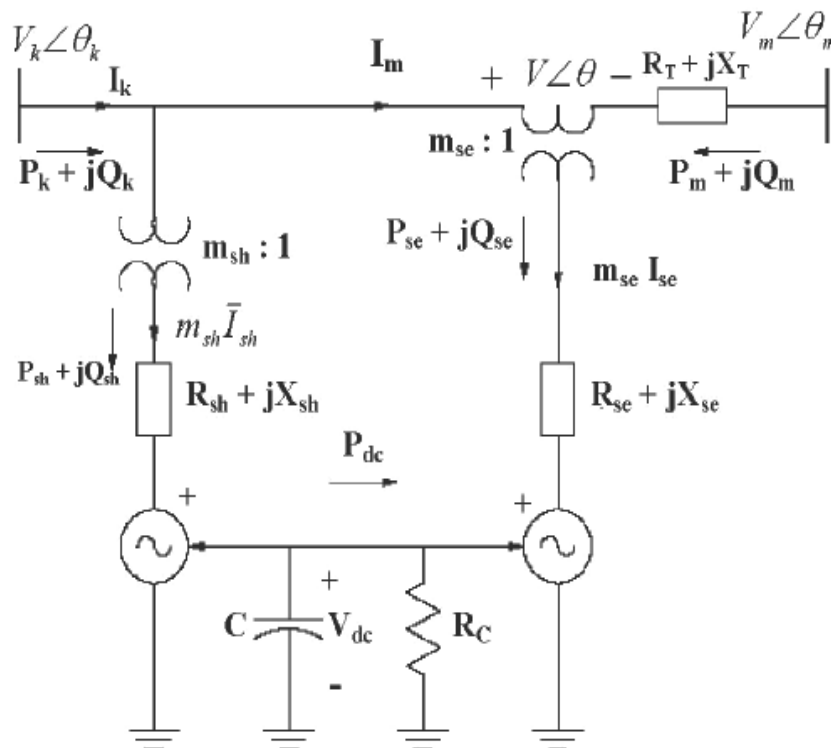 V_k∠θ_k
V_m∠θ_m
I_k
I_m
+ V∠θ −
R_T + jX_T
P_k + jQ_k
m_se : 1
P_m + jQ_m
P_se + jQ_se
m_sh : 1
m_se I_se
m_sh Ī_sh
P_sh + jQ_sh
R_sh + jX_sh
R_se + jX_se
P_dc
+
+
+
C
V_dc
R_C
-